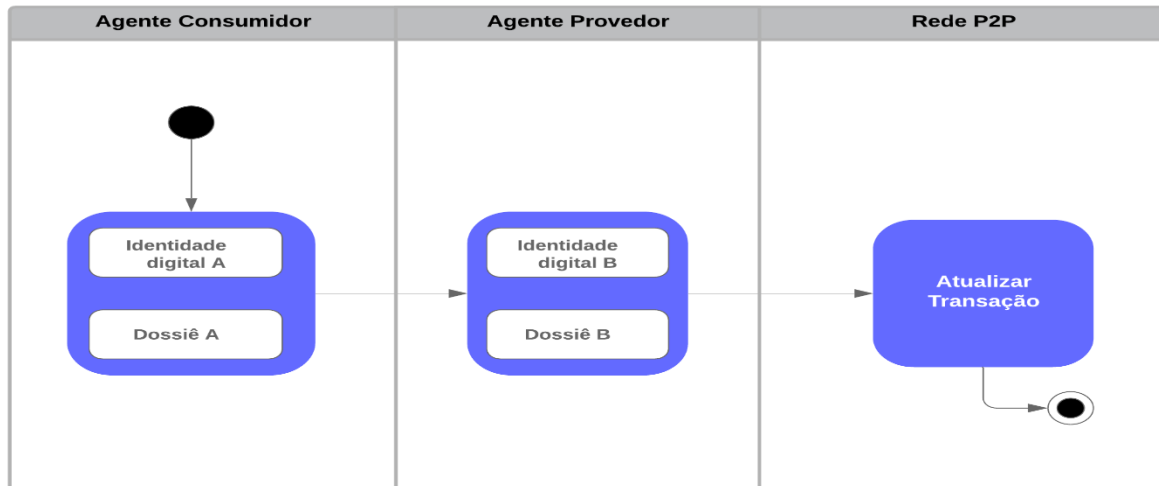 Agente Consumidor
Agente Provedor
Rede P2P
Identidade
digital A
Dossiê A
Identidade
digital B
Dossiê B
Atualizar
Transação